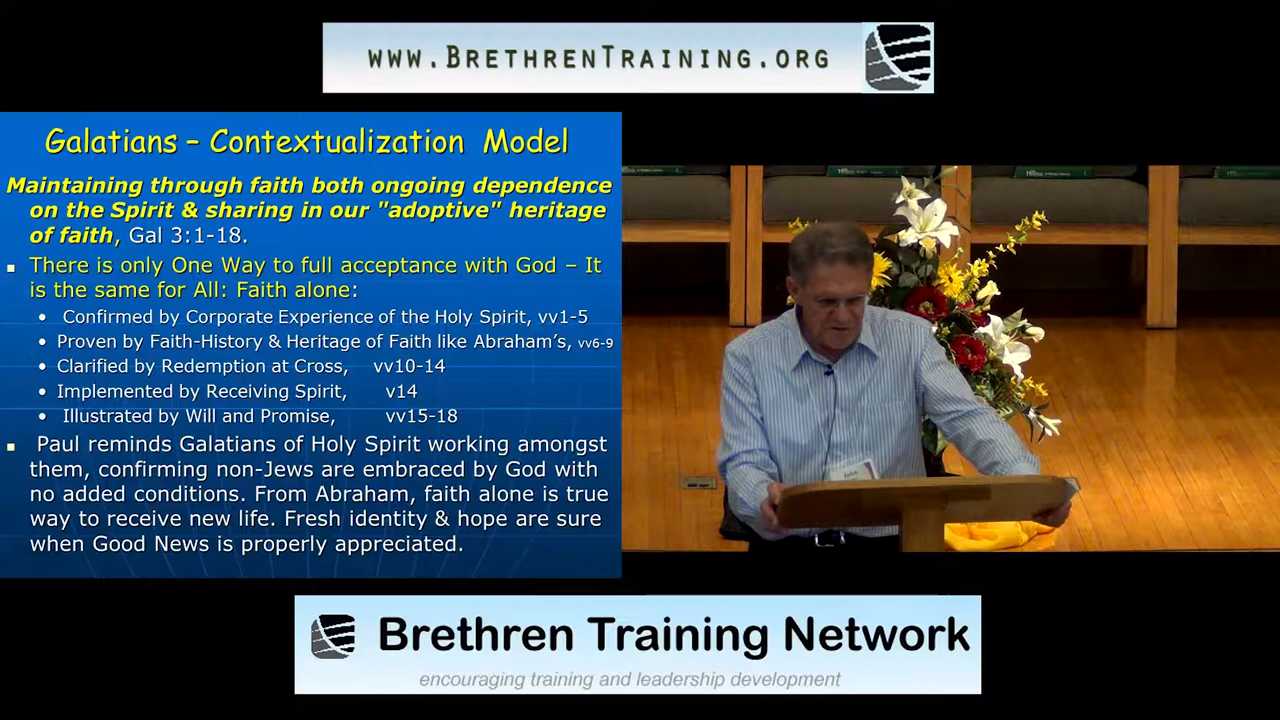 www.BrethrenTraining.org
Galatians – Contextualization Model
Maintaining through faith both ongoing dependence
on the Spirit & sharing in our "adoptive" heritage
of faith, Gal 3:1-18.
There is only One Way to full acceptance with God – It
is the same for All: Faith alone:
• Confirmed by Corporate Experience of the Holy Spirit, vv1-5
• Proven by Faith-History & Heritage of Faith like Abraham's, vv6-9
• Clarified by Redemption at Cross, vv10-14
• Implemented by Receiving Spirit, v14
• Illustrated by Will and Promise, vv15-18
Paul reminds Galatians of Holy Spirit working amongst
them, confirming non-Jews are embraced by God with
no added conditions. From Abraham, faith alone is true
way to receive new life. Fresh identity & hope are sure
when Good News is properly appreciated.
Brethren Training Network
encouraging training and leadership development